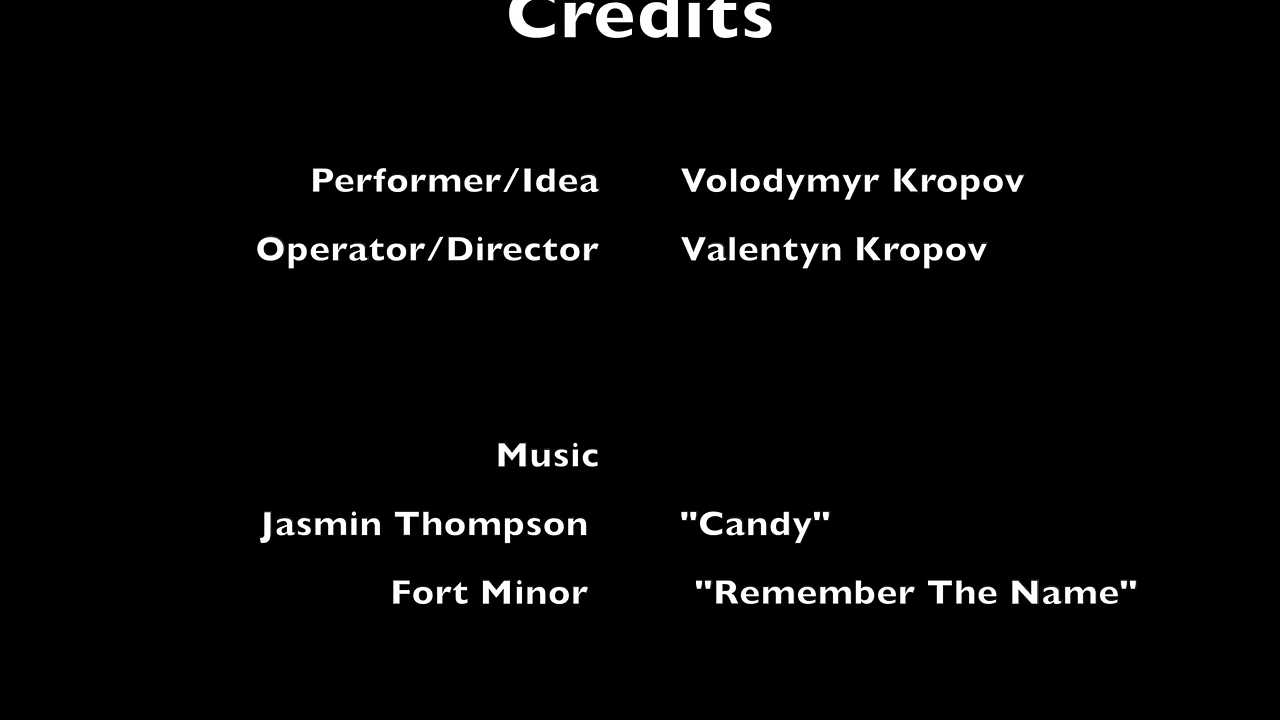 Credits
Performer/Idea Volodymyr Kropov
Operator/Director Valentyn Kropov
Music
Jasmin Thompson "Candy"
Fort Minor "Remember The Name"